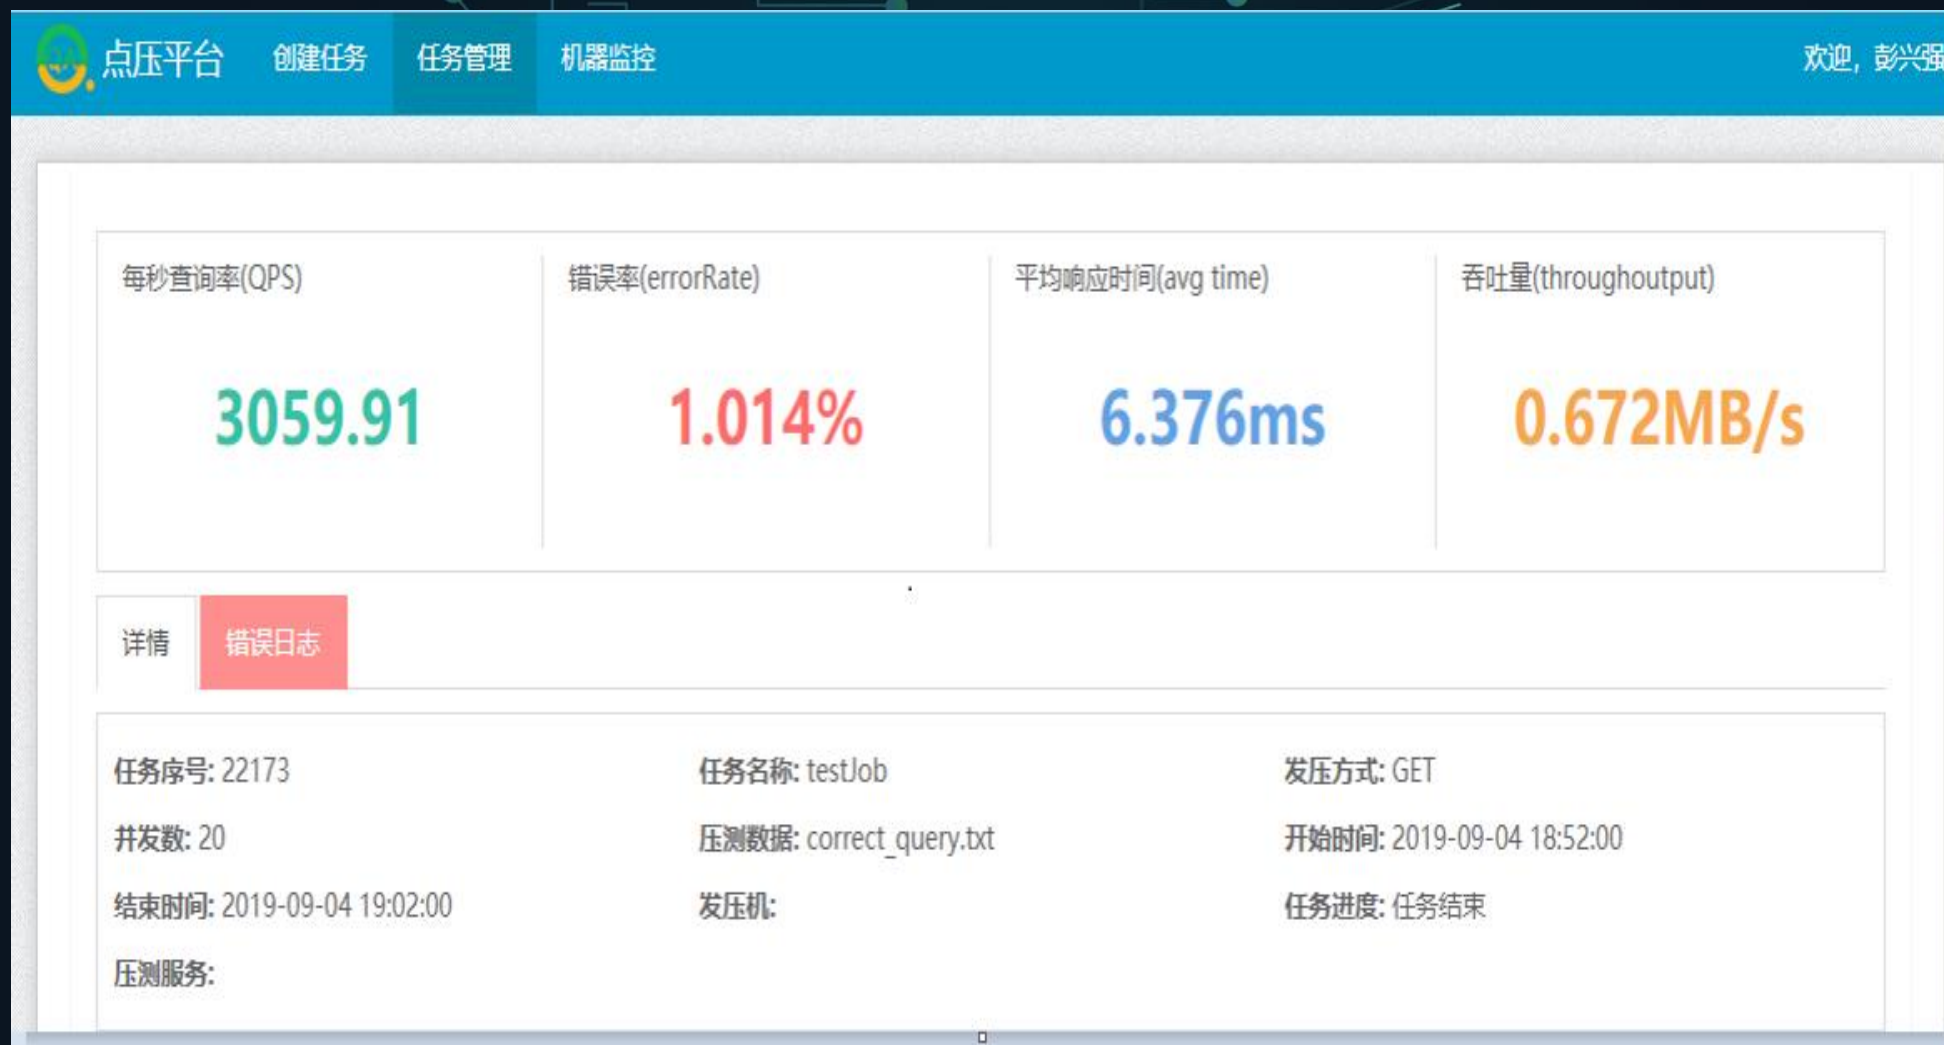 点压平台 创建任务 任务管理 机器监控 欢迎，彭兴强
每秒查询率(QPS) 错误率(errorRate) 平均响应时间(avg time) 吞吐量(throughoutput)
3059.91 1.014% 6.376ms 0.672MB/s
详情 错误日志
任务序号: 22173 任务名称: testJob 发压方式: GET
并发数: 20 压测数据: correct_query.txt 开始时间: 2019-09-04 18:52:00
结束时间: 2019-09-04 19:02:00 发压机: 任务进度: 任务结束
压测服务: